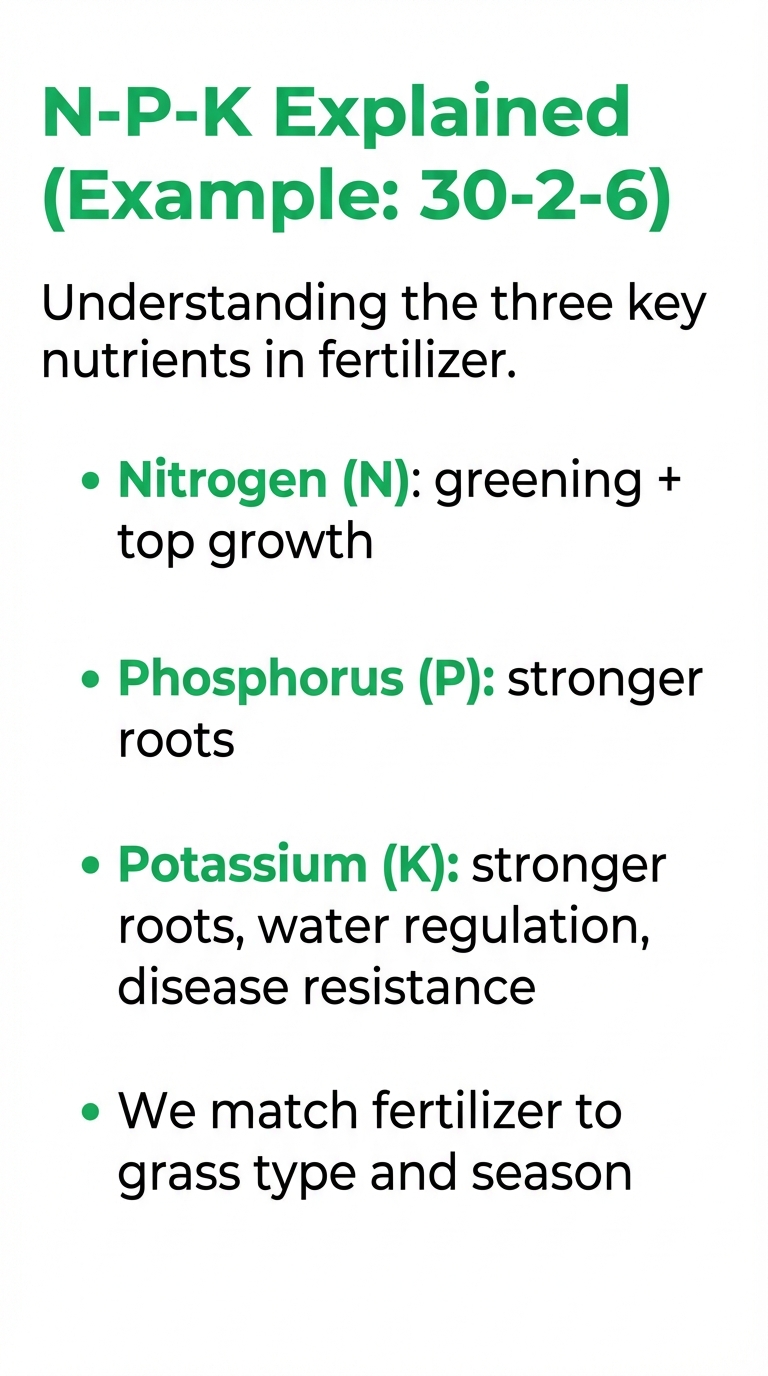 N-P-K Explained
(Example: 30-2-6)
Understanding the three key
nutrients in fertilizer.
• Nitrogen (N): greening +
top growth
• Phosphorus (P): stronger
roots
• Potassium (K): stronger
roots, water regulation,
disease resistance
• We match fertilizer to
grass type and season